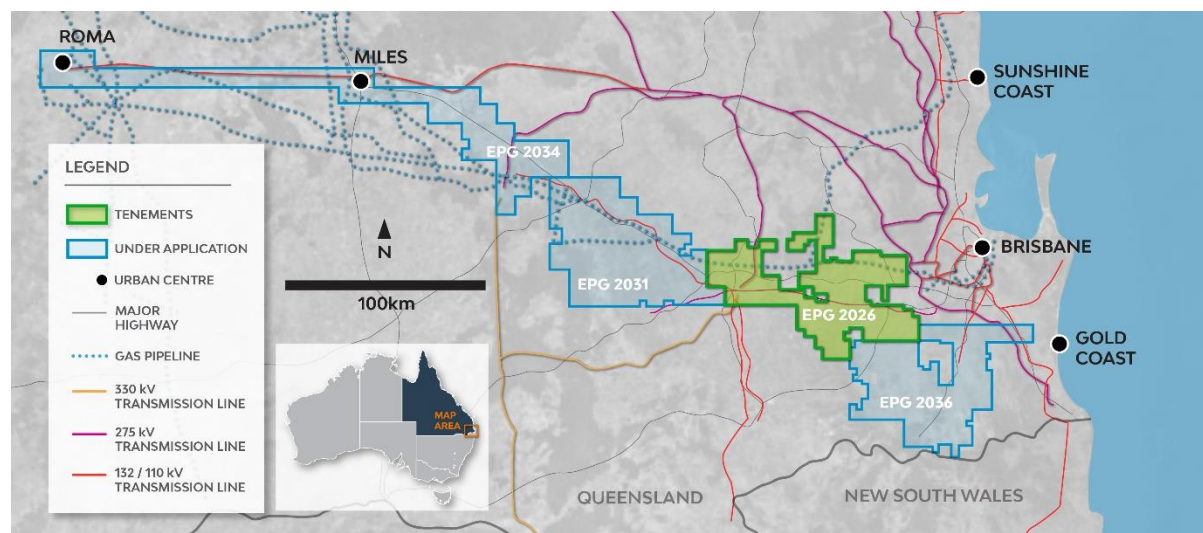 ROMA
MILES
SUNSHINE
COAST
EPG 2034
LEGEND
TENEMENTS
UNDER APPLICATION
URBAN CENTRE
MAJOR
HIGHWAY
GAS PIPELINE
330 kV
TRANSMISSION LINE
275 kV
TRANSMISSION LINE
132 / 110 kV
TRANSMISSION LINE
N
100km
MAP
AREA
BRISBANE
EPG 2031
EPG 2026
GOLD
COAST
EPG 2036
QUEENSLAND
NEW SOUTH WALES